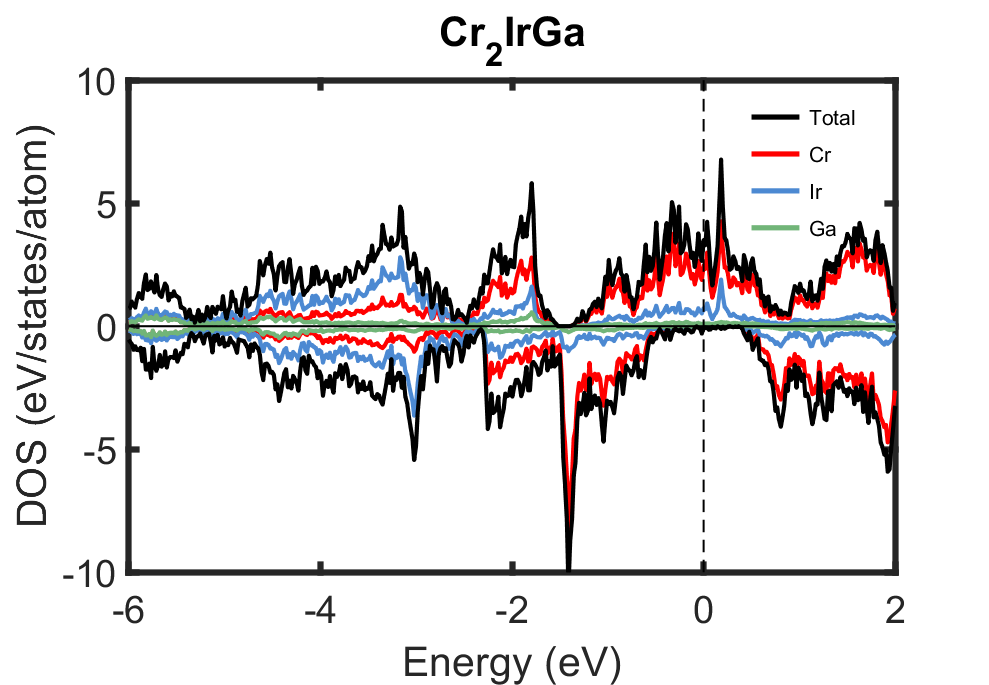 Cr₂IrGa
10
5
0
-5
-10
DOS (eV/states/atom)
Total
Cr
Ir
Ga
-6 -4 -2 0 2
Energy (eV)